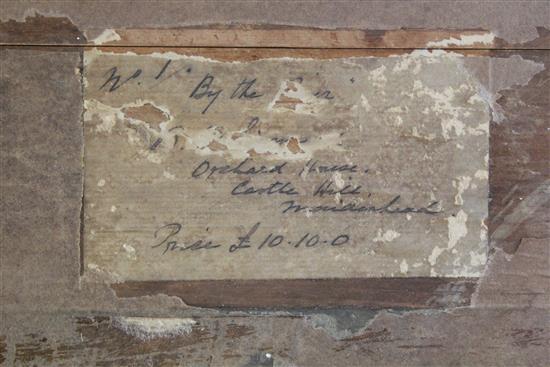 No. 1 "By the
Orchard House.
Castle Hill.
Maidenhead.
Price £10-10-0